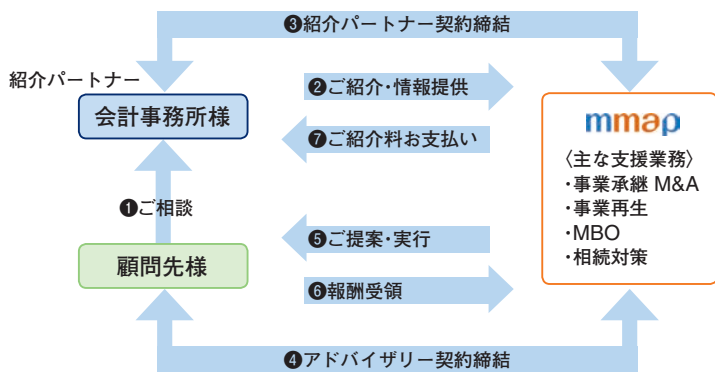 ❸紹介パートナー契約締結
紹介パートナー
会計事務所様
❷ご紹介・情報提供
❼ご紹介料お支払い
❶ご相談
顧問先様
❺ご提案・実行
❻報酬受領
mmap
〈主な支援業務〉
・事業承継 M&A
・事業再生
・MBO
・相続対策
❹アドバイザリー契約締結